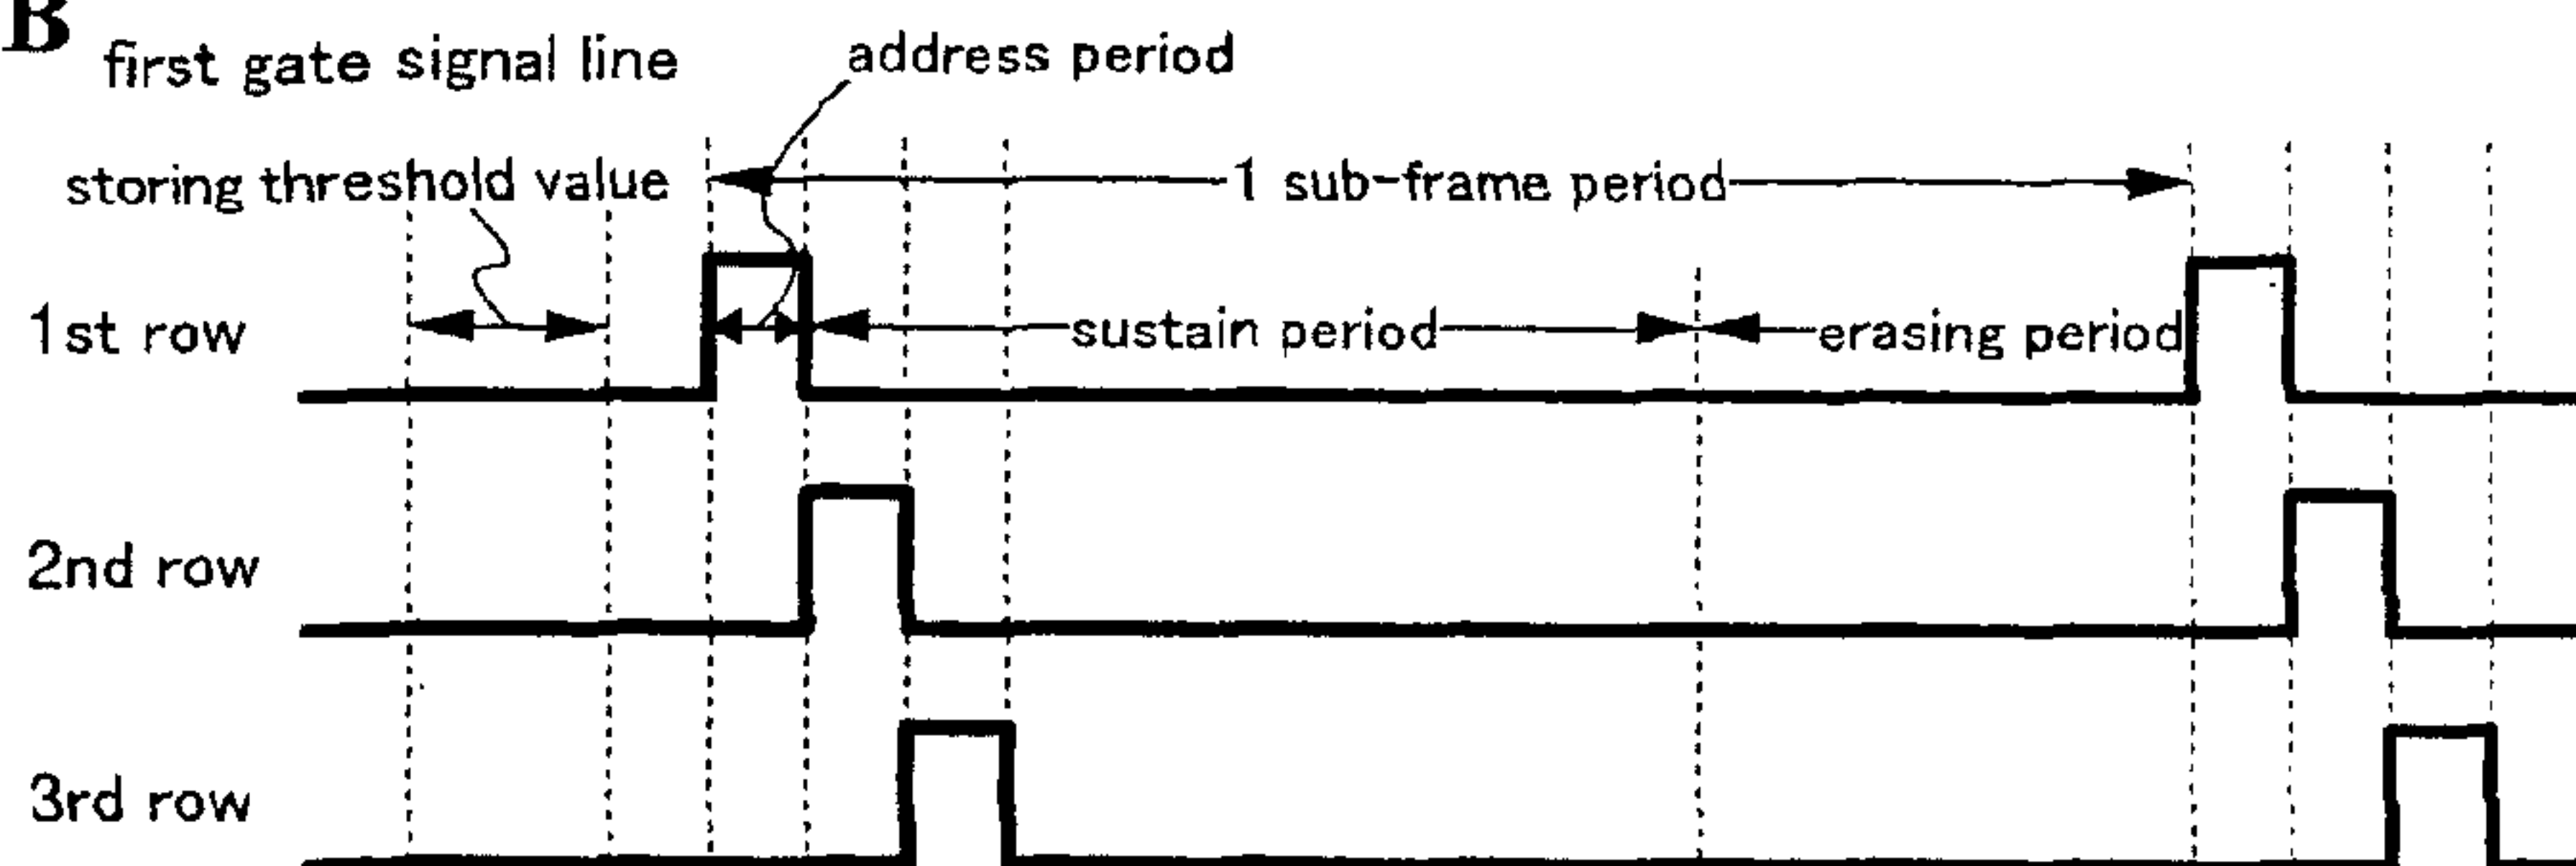 B
first gate signal line
address period
storing threshold value
1 sub-frame period
1st row
sustain period
erasing period
2nd row
3rd row